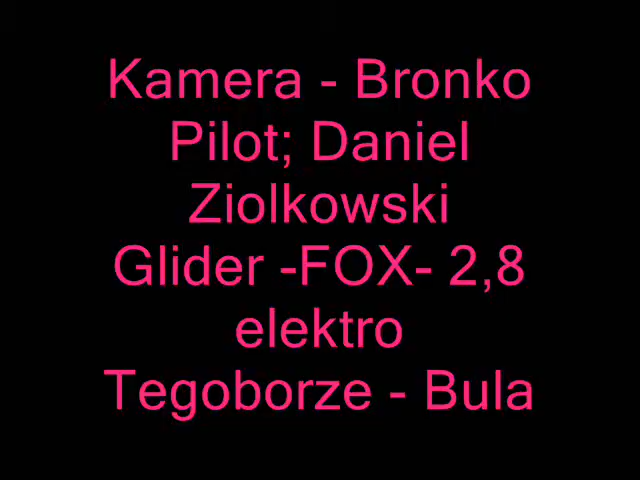 Kamera - Bronko
Pilot; Daniel
Ziolkowski
Glider -FOX- 2,8
elektro
Tegoborze - Bula